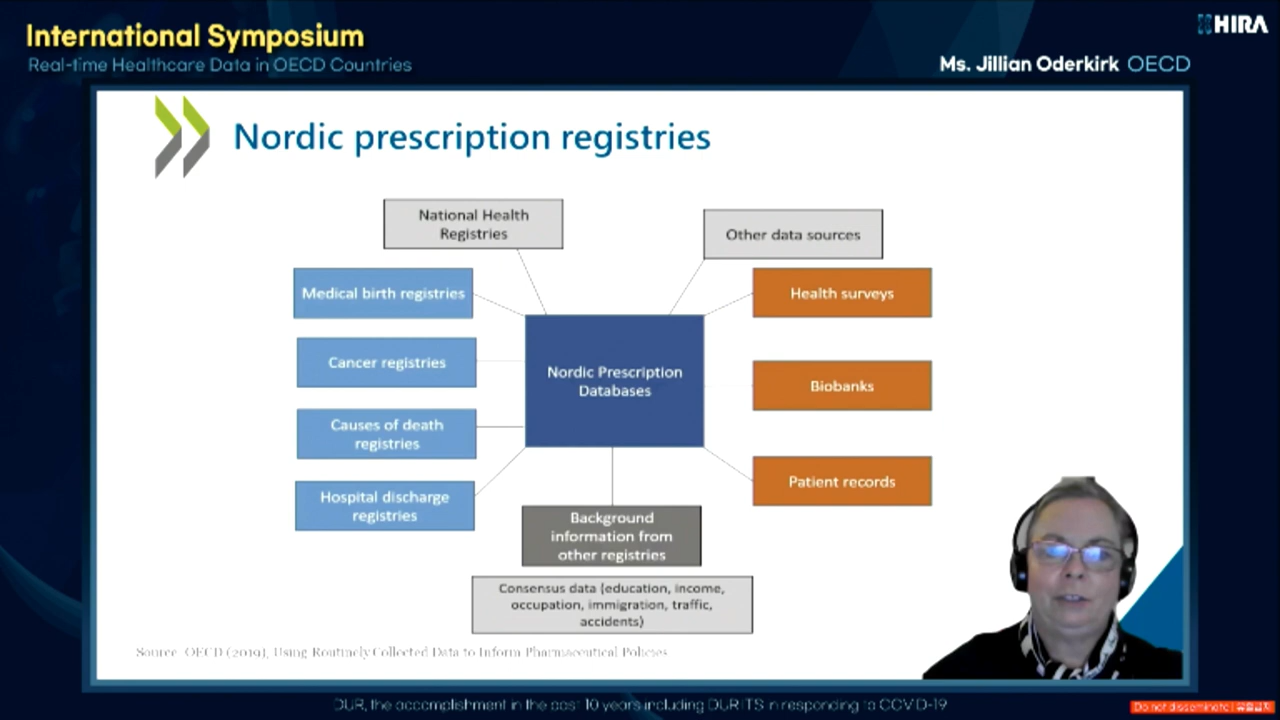 International Symposium
Real-time Healthcare Data in OECD Countries
HIRA
Ms. Jillian Oderkirk OECD
Nordic prescription registries
National Health
Registries
Other data sources
Medical birth registries
Health surveys
Cancer registries
Nordic Prescription
Databases
Biobanks
Causes of death
registries
Patient records
Hospital discharge
registries
Background
information from
other registries
Consensus data (education, income,
occupation, immigration, traffic,
accidents)
Source: OECD (2019), Using Routinely Collected Data to Inform Pharmaceutical Policies
DUR, the accomplishment in the past 10 years including DUR ITS in responding to COVID-19
Do not disseminate |